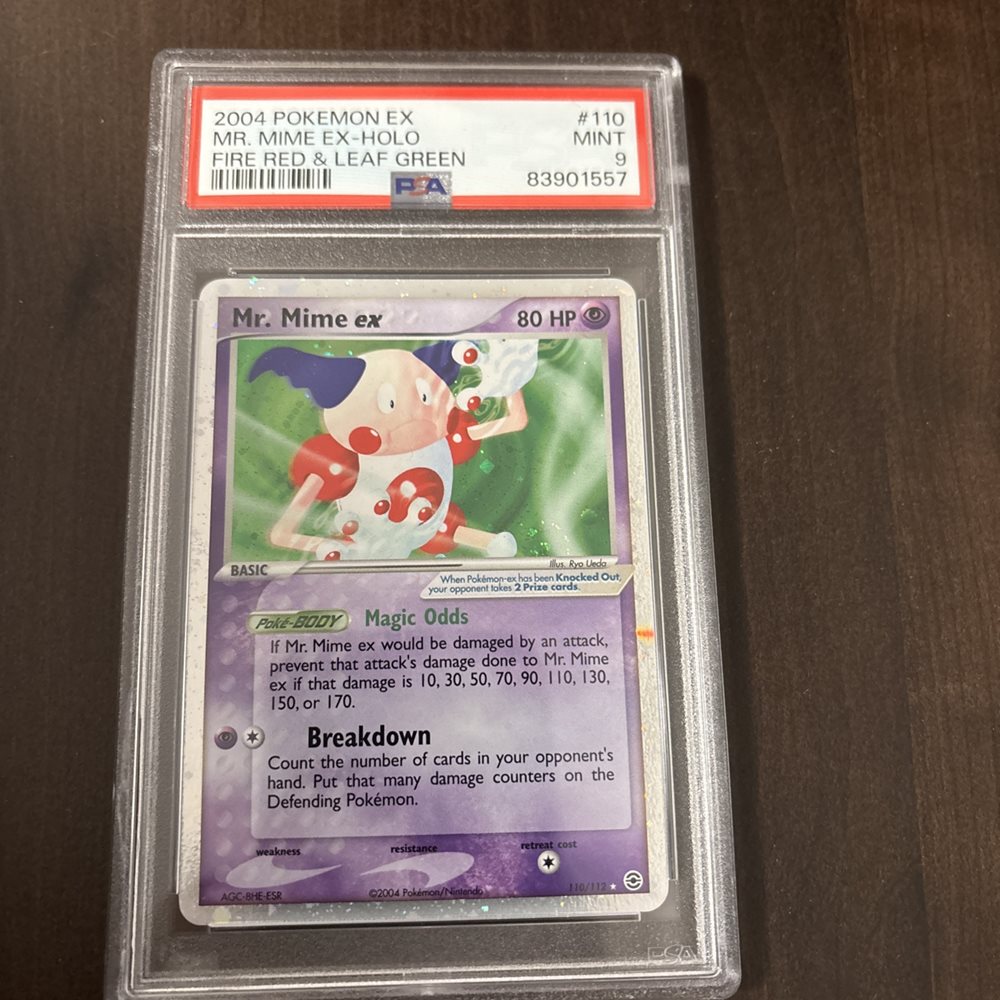 2004 POKEMON EX #110
MR. MIME EX-HOLO MINT
FIRE RED & LEAF GREEN 9
PSA 83901557
Mr. Mime ex 80 HP
BASIC
Illus. Ryo Ueda
When Pokémon-ex has been Knocked Out,
your opponent takes 2 Prize cards.
Poké-BODY Magic Odds
If Mr. Mime ex would be damaged by an attack,
prevent that attack's damage done to Mr. Mime
ex if that damage is 10, 30, 50, 70, 90, 110, 130,
150, or 170.
Breakdown
Count the number of cards in your opponent's
hand. Put that many damage counters on the
Defending Pokémon.
weakness resistance retreat cost
AGC-BHE-ESR ©2004 Pokémon/Nintendo 110/112 ★
PSA